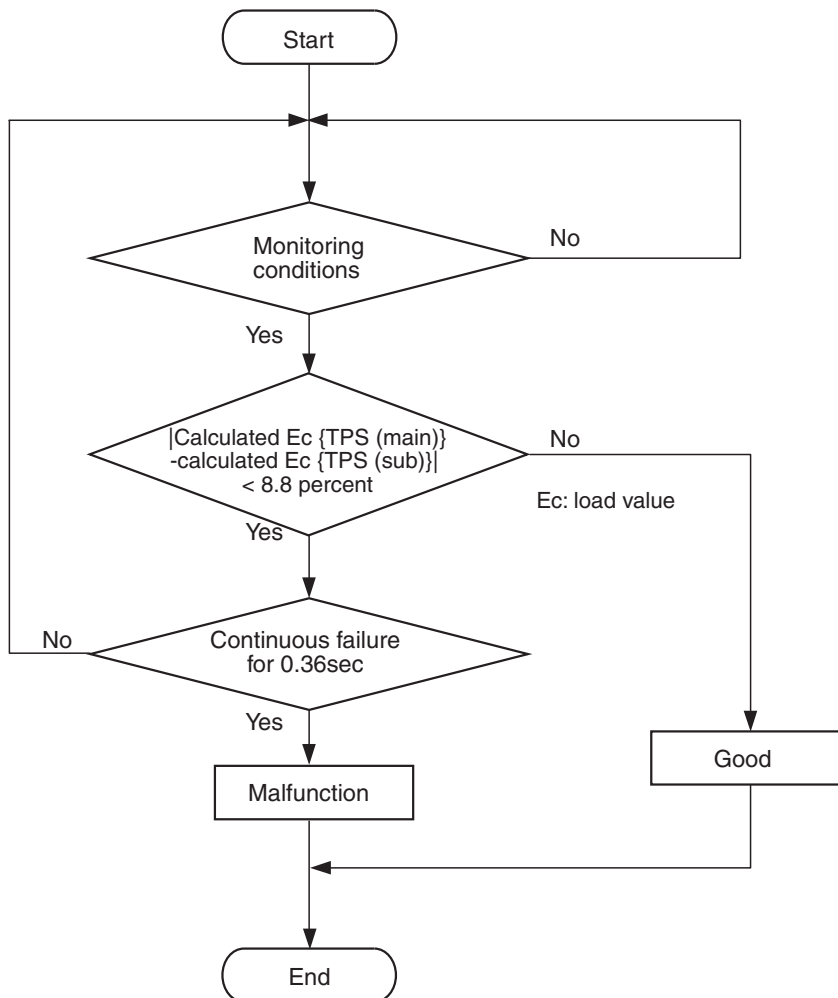 Start
Monitoring
conditions
No
Yes
|Calculated Ec {TPS (main)}
-calculated Ec {TPS (sub)}|
< 8.8 percent
No
Ec: load value
Yes
Continuous failure
for 0.36sec
No
Yes
Malfunction
Good
End